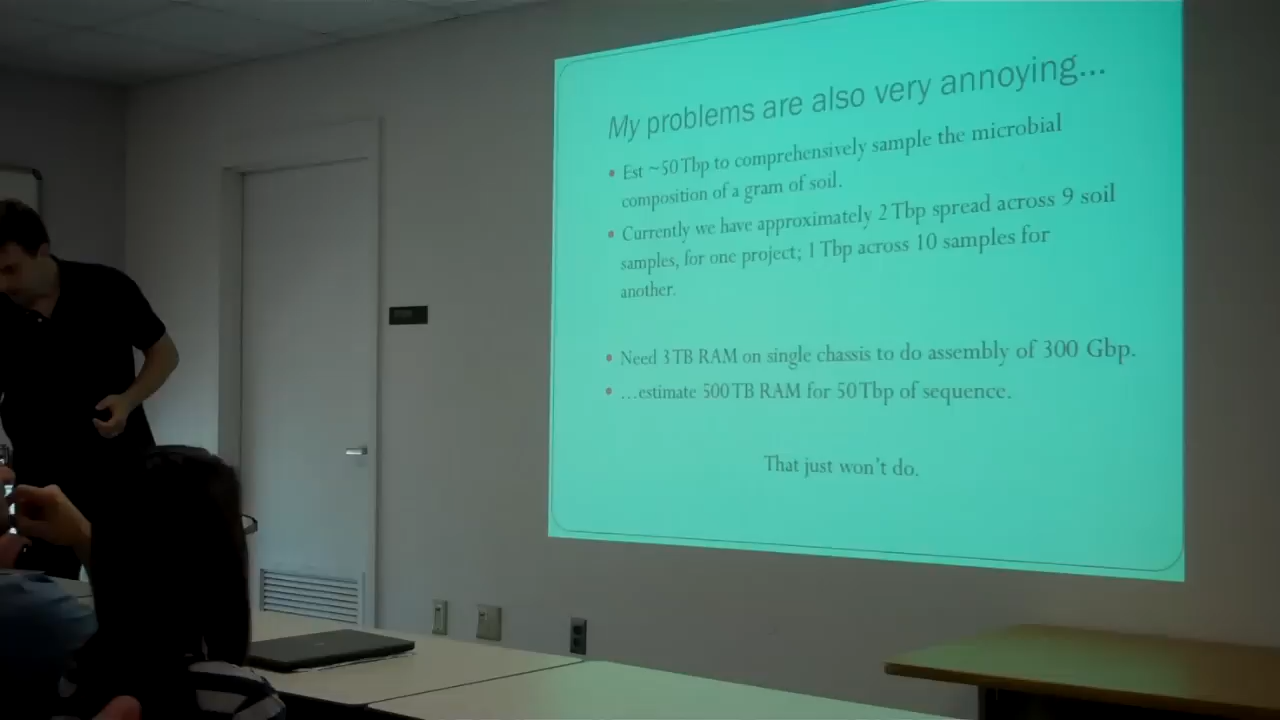 My problems are also very annoying...
• Est ~50 Tbp to comprehensively sample the microbial
composition of a gram of soil.
• Currently we have approximately 2 Tbp spread across 9 soil
samples, for one project; 1 Tbp across 10 samples for
another.
• Need 3 TB RAM on single chassis to do assembly of 300 Gbp.
• ...estimate 500 TB RAM for 50 Tbp of sequence.
That just won't do.